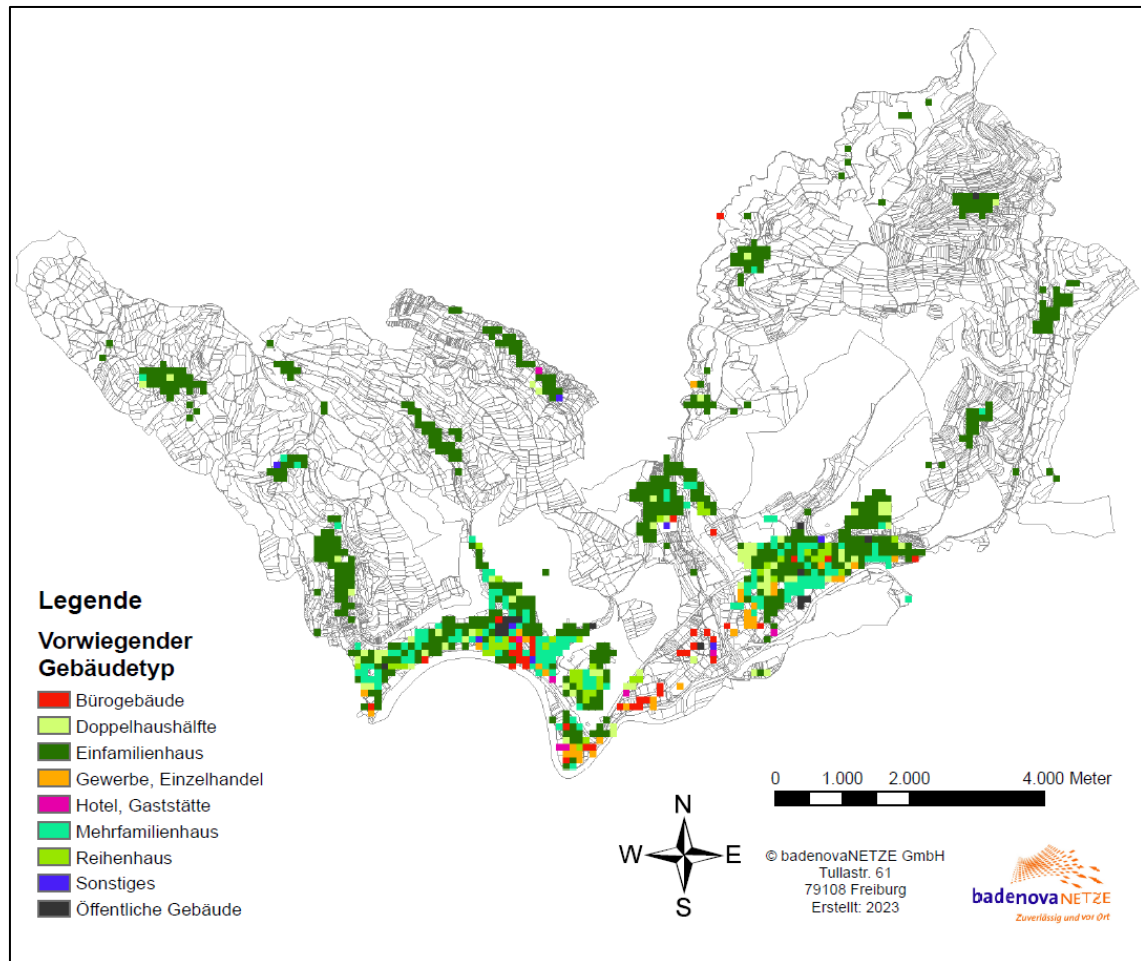 Legende
Vorwiegender
Gebäudetyp
Bürogebäude
Doppelhaushälfte
Einfamilienhaus
Gewerbe, Einzelhandel
Hotel, Gaststätte
Mehrfamilienhaus
Reihenhaus
Sonstiges
Öffentliche Gebäude
0 1.000 2.000 4.000 Meter
N
W E
S
© badenovaNETZE GmbH
Tullastr. 61
79108 Freiburg
Erstellt: 2023
badenovaNETZE
Zuverlässig und vor Ort